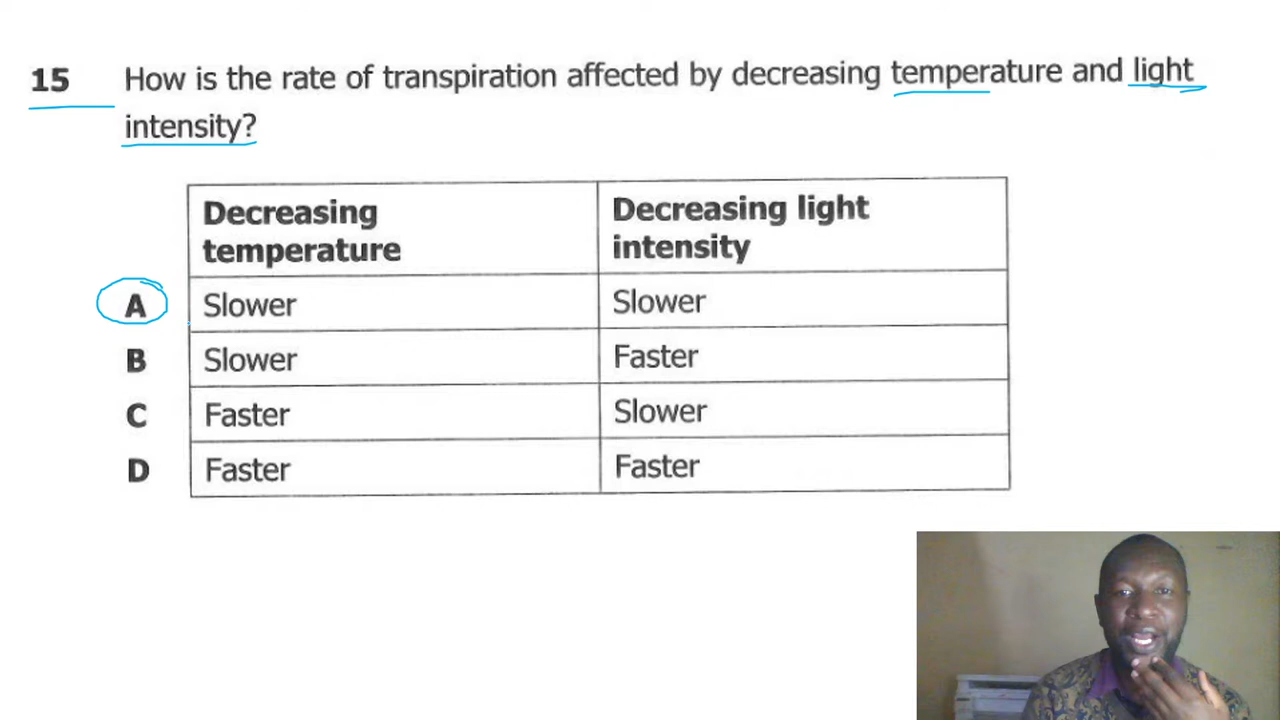 15 How is the rate of transpiration affected by decreasing temperature and light
intensity?
Decreasing temperature Decreasing light intensity
A Slower Slower
B Slower Faster
C Faster Slower
D Faster Faster